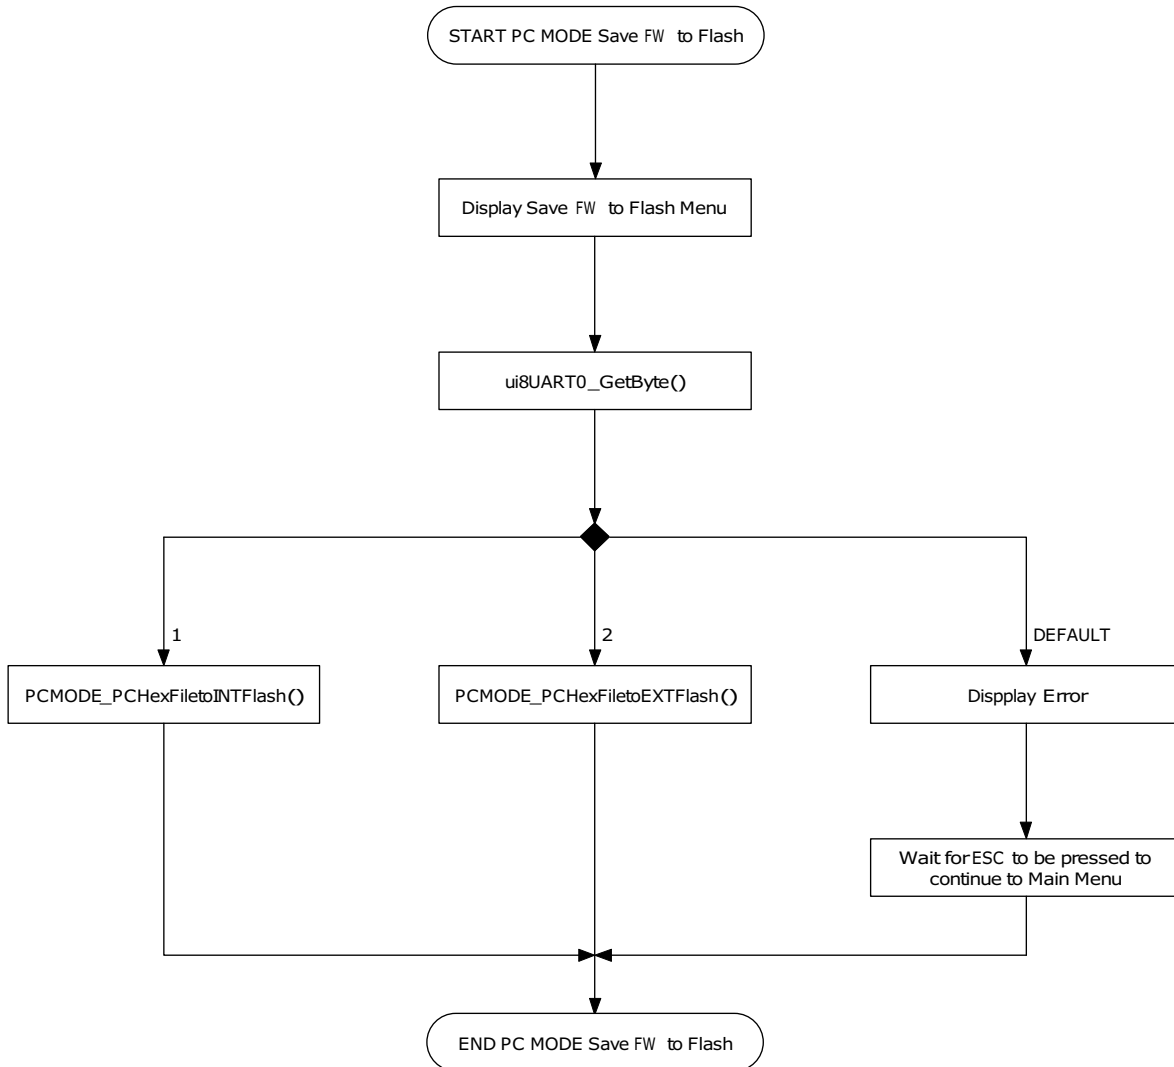 START PC MODE Save FW to Flash
Display Save FW to Flash Menu
ui8UART0_GetByte()
1
2
DEFAULT
PCMODE_PCHexFiletoINTFlash()
PCMODE_PCHexFiletoEXTFlash()
Dispplay Error
Wait for ESC to be pressed to
continue to Main Menu
END PC MODE Save FW to Flash